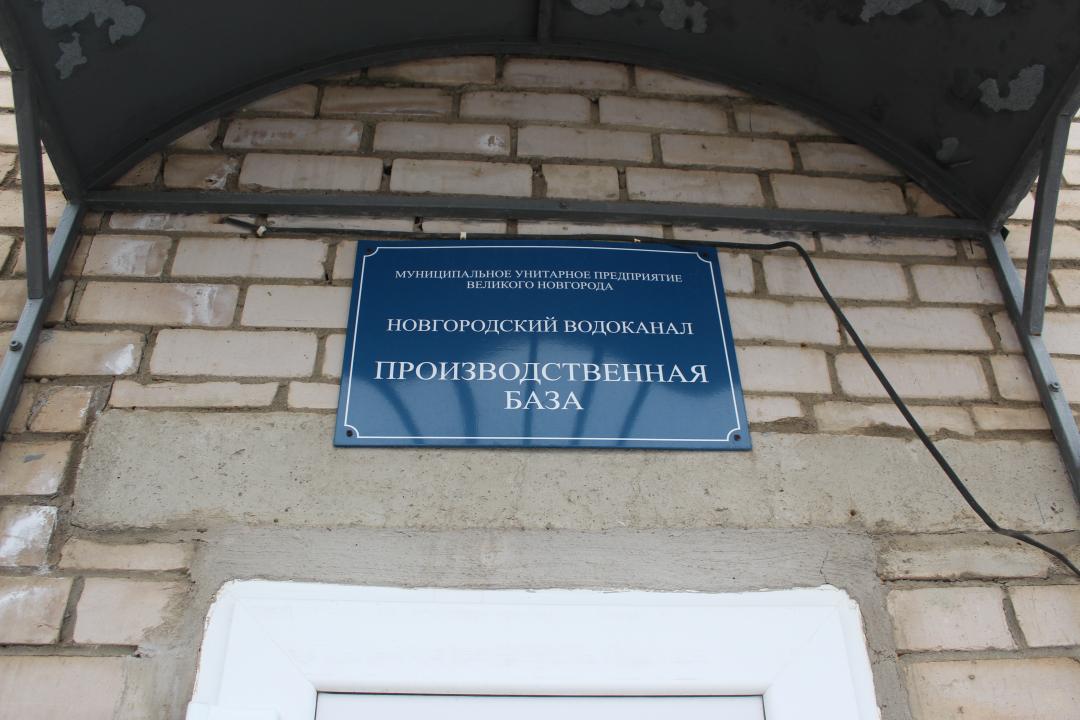 МУНИЦИПАЛЬНОЕ УНИТАРНОЕ ПРЕДПРИЯТИЕ
ВЕЛИКОГО НОВГОРОДА
НОВГОРОДСКИЙ ВОДОКАНАЛ
ПРОИЗВОДСТВЕННАЯ
БАЗА